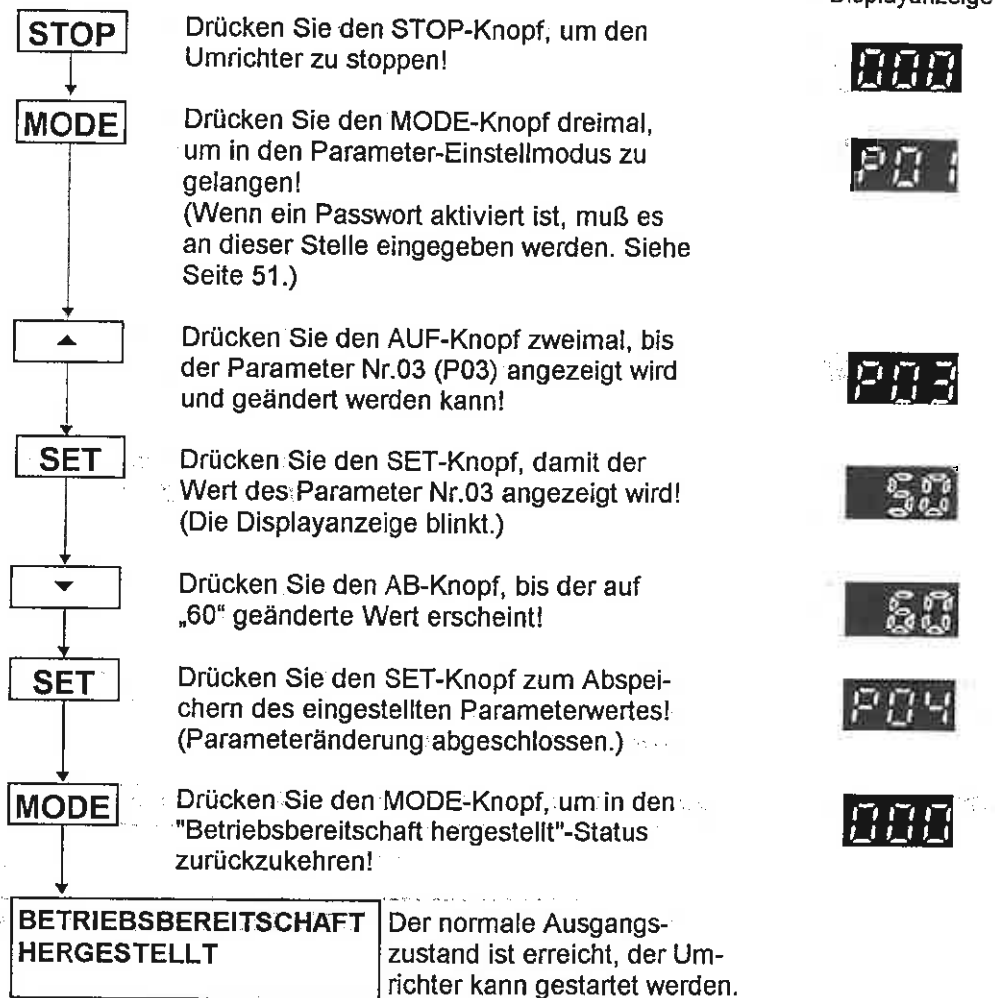 Displayanzeige
STOP
Drücken Sie den STOP-Knopf, um den
Umrichter zu stoppen!
000
MODE
Drücken Sie den MODE-Knopf dreimal,
um in den Parameter-Einstellmodus zu
gelangen!
(Wenn ein Passwort aktiviert ist, muß es
an dieser Stelle eingegeben werden. Siehe
Seite 51.)
P01
Drücken Sie den AUF-Knopf zweimal, bis
der Parameter Nr.03 (P03) angezeigt wird
und geändert werden kann!
P03
SET
Drücken Sie den SET-Knopf, damit der
Wert des Parameter Nr.03 angezeigt wird!
(Die Displayanzeige blinkt.)
50
Drücken Sie den AB-Knopf, bis der auf
„60“ geänderte Wert erscheint!
60
SET
Drücken Sie den SET-Knopf zum Abspei-
chern des eingestellten Parameterwertes!
(Parameteränderung abgeschlossen.)
P04
MODE
Drücken Sie den MODE-Knopf, um in den
"Betriebsbereitschaft hergestellt"-Status
zurückzukehren!
000
BETRIEBSBEREITSCHAFT
HERGESTELLT
Der normale Ausgangs-
zustand ist erreicht, der Um-
richter kann gestartet werden.